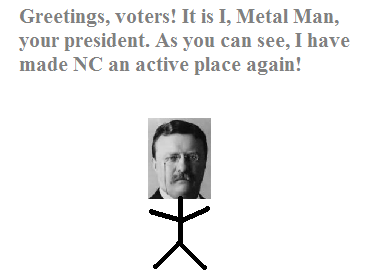 Greetings, voters! It is I, Metal Man,
your president. As you can see, I have
made NC an active place again!